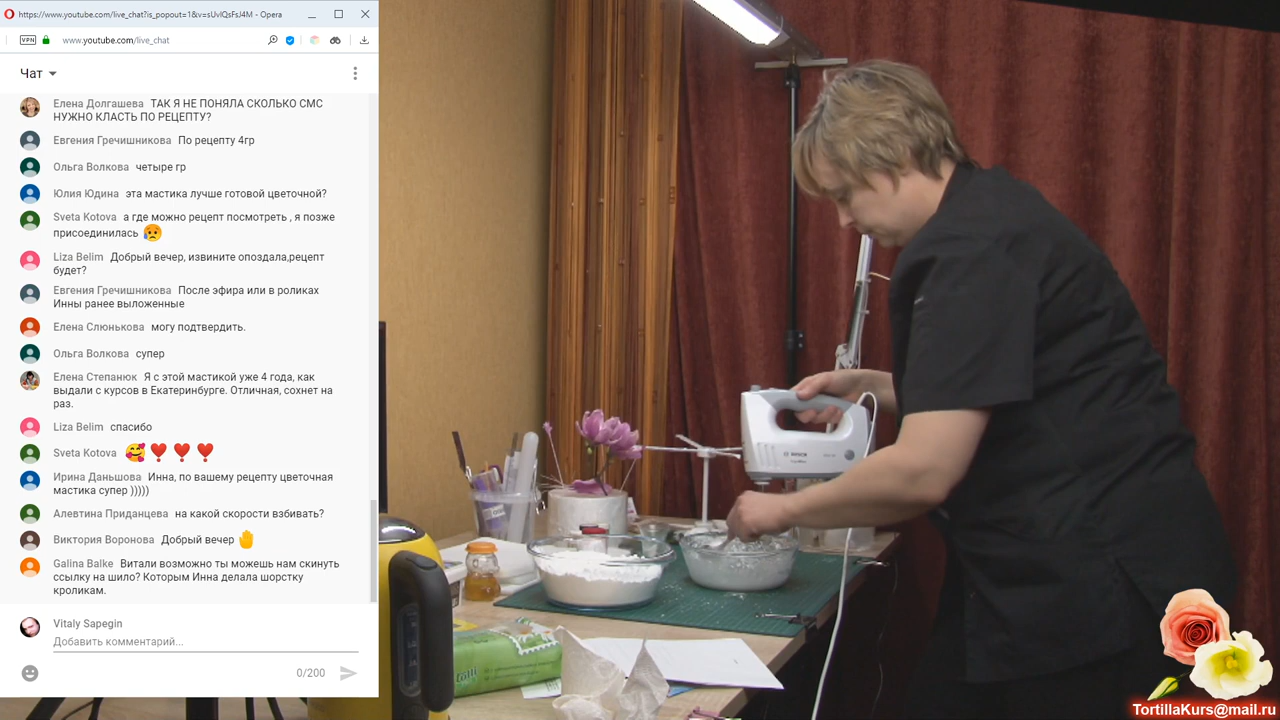 https://www.youtube.com/live_chat?is_popout=1&v=sUvlQsFsJ4M - Opera
VPN
www.youtube.com/live_chat
Чат
Елена Долгашева ТАК Я НЕ ПОНЯЛА СКОЛЬКО СМС
НУЖНО КЛАСТЬ ПО РЕЦЕПТУ?
Евгения Гречишникова По рецепту 4гр
Ольга Волкова четыре гр
Юлия Юдина эта мастика лучше готовой цветочной?
Sveta Kotova а где можно рецепт посмотреть , я позже
присоединилась 😥
Liza Belim Добрый вечер, извините опоздала,рецепт
будет?
Евгения Гречишникова После эфира или в роликах
Инны ранее выложенные
Елена Слюнькова могу подтвердить.
Ольга Волкова супер
Елена Степанюк Я с этой мастикой уже 4 года, как
выдали с курсов в Екатеринбурге. Отличная, сохнет на
раз.
Liza Belim спасибо
Sveta Kotova 🥰❣❣❣
Ирина Даньшова Инна, по вашему рецепту цветочная
мастика супер )))))
Алевтина Приданцева на какой скорости взбивать?
Виктория Воронова Добрый вечер 🤚
Galina Balke Витали возможно ты можешь нам скинуть
ссылку на шило? Которым Инна делала шорстку
кроликам.
Vitaly Sapegin
Добавить комментарий...
0/200
BOSCH
TortillaKurs@mail.ru